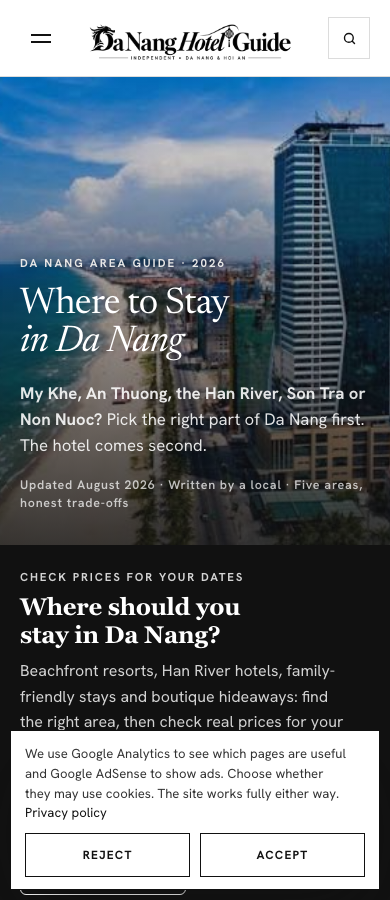 Da Nang Hotel Guide
INDEPENDENT • DA NANG & HOI AN
DA NANG AREA GUIDE · 2026
Where to Stay
in Da Nang
My Khe, An Thuong, the Han River, Son Tra or
Non Nuoc? Pick the right part of Da Nang first.
The hotel comes second.
Updated August 2026 · Written by a local · Five areas,
honest trade-offs
CHECK PRICES FOR YOUR DATES
Where should you
stay in Da Nang?
Beachfront resorts, Han River hotels, family-
friendly stays and boutique hideaways: find
the right area, then check real prices for your
We use Google Analytics to see which pages are useful
and Google AdSense to show ads. Choose whether
they may use cookies. The site works fully either way.
Privacy policy
REJECT
ACCEPT